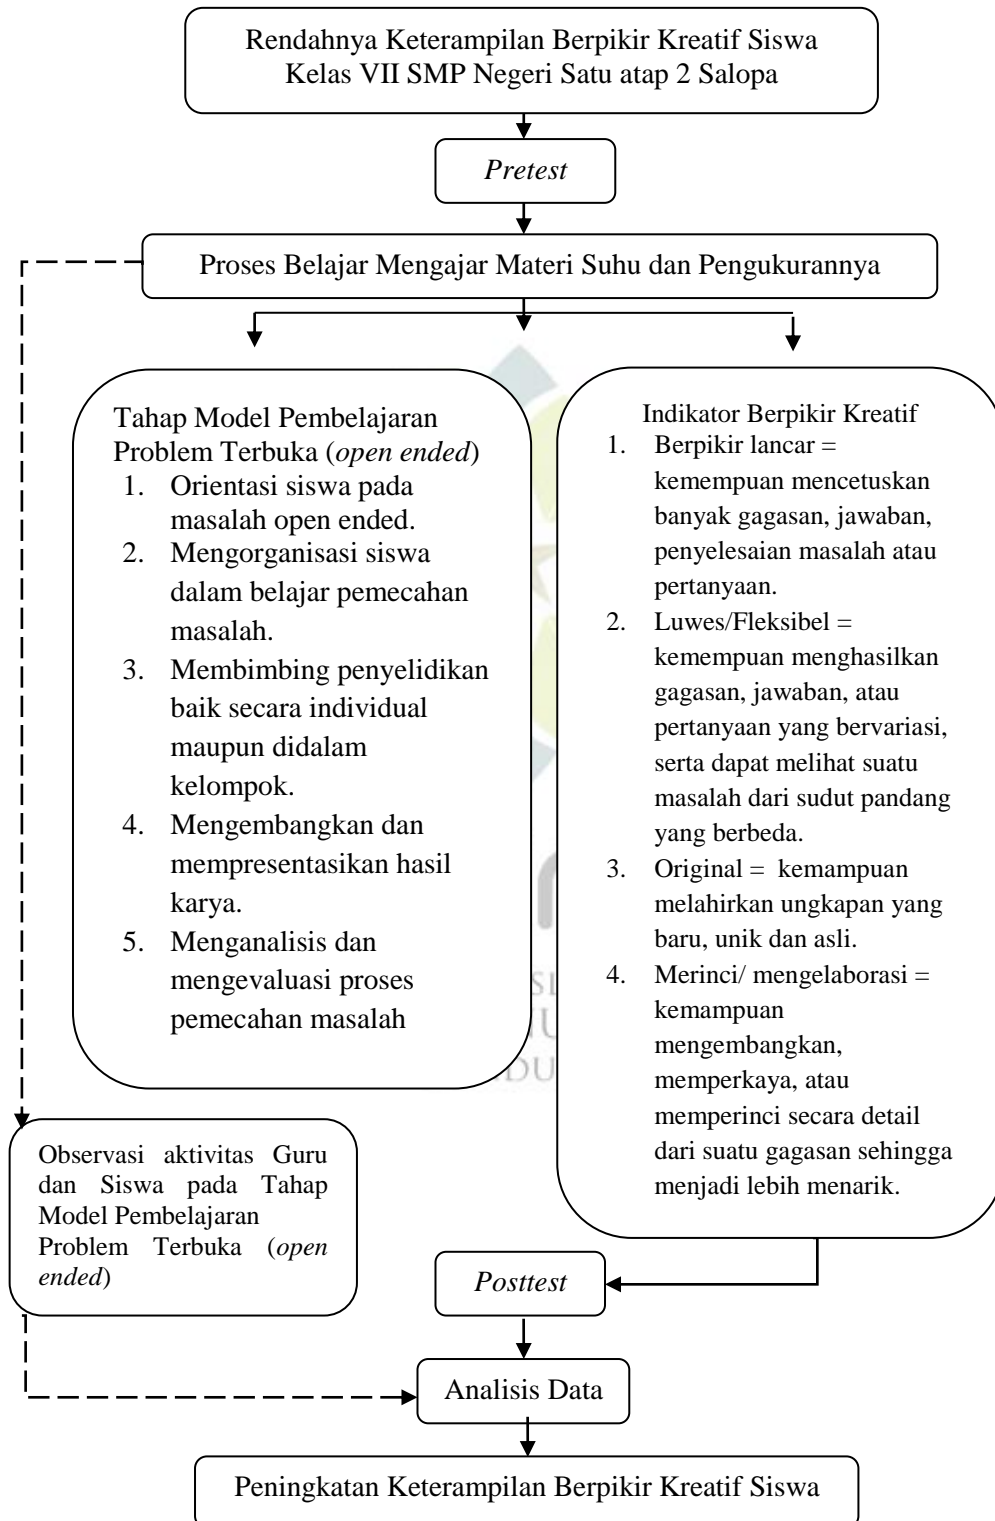 Rendahnya Keterampilan Berpikir Kreatif Siswa
Kelas VII SMP Negeri Satu atap 2 Salopa
Pretest
Proses Belajar Mengajar Materi Suhu dan Pengukurannya
Tahap Model Pembelajaran
Problem Terbuka (open ended)
1. Orientasi siswa pada
masalah open ended.
2. Mengorganisasi siswa
dalam belajar pemecahan
masalah.
3. Membimbing penyelidikan
baik secara individual
maupun didalam
kelompok.
4. Mengembangkan dan
mempresentasikan hasil
karya.
5. Menganalisis dan
mengevaluasi proses
pemecahan masalah
Indikator Berpikir Kreatif
1. Berpikir lancar =
kemempuan mencetuskan
banyak gagasan, jawaban,
penyelesaian masalah atau
pertanyaan.
2. Luwes/Fleksibel =
kemempuan menghasilkan
gagasan, jawaban, atau
pertanyaan yang bervariasi,
serta dapat melihat suatu
masalah dari sudut pandang
yang berbeda.
3. Original = kemampuan
melahirkan ungkapan yang
baru, unik dan asli.
4. Merinci/ mengelaborasi =
kemampuan
mengembangkan,
memperkaya, atau
memperinci secara detail
dari suatu gagasan sehingga
menjadi lebih menarik.
Observasi aktivitas Guru
dan Siswa pada Tahap
Model Pembelajaran
Problem Terbuka (open
ended)
Posttest
Analisis Data
Peningkatan Keterampilan Berpikir Kreatif Siswa